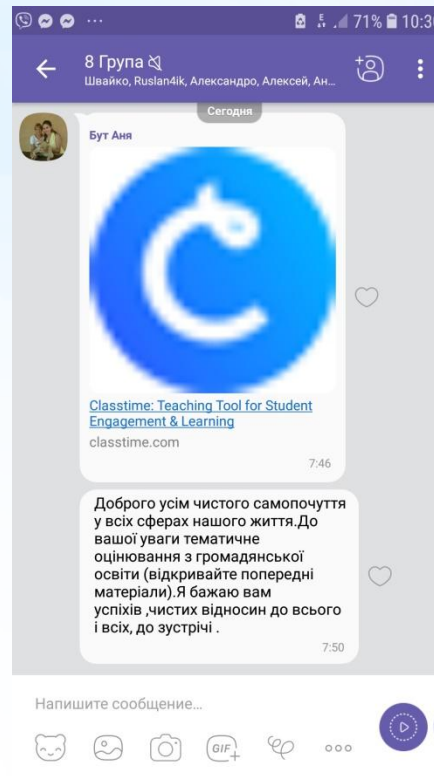 71% 10:3
8 Група
Швайко, Ruslan4ik, Александро, Алексей, Ан...
Сегодня
Бут Аня
Classtime: Teaching Tool for Student
Engagement & Learning
classtime.com
7:46
Доброго усім чистого самопочуття
у всіх сферах нашого життя.До
вашої уваги тематичне
оцінювання з громадянської
освіти (відкривайте попередні
матеріали).Я бажаю вам
успіхів ,чистих відносин до всього
і всіх, до зустрічі .
7:50
Напишите сообщение...
GIF